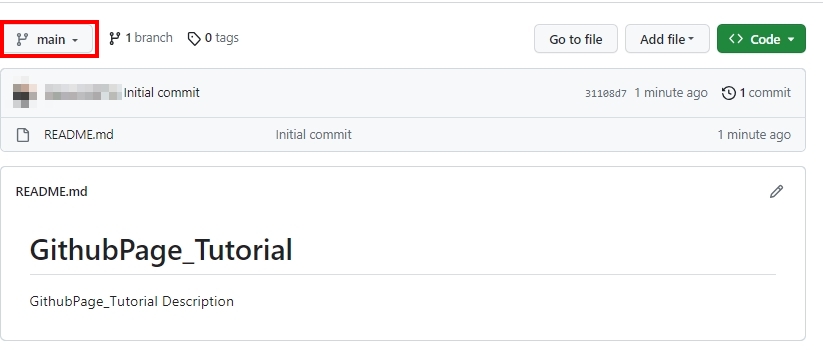 main 1 branch 0 tags Go to file Add file Code
Initial commit 31108d7 1 minute ago 1 commit
README.md Initial commit 1 minute ago
README.md
GithubPage_Tutorial
GithubPage_Tutorial Description